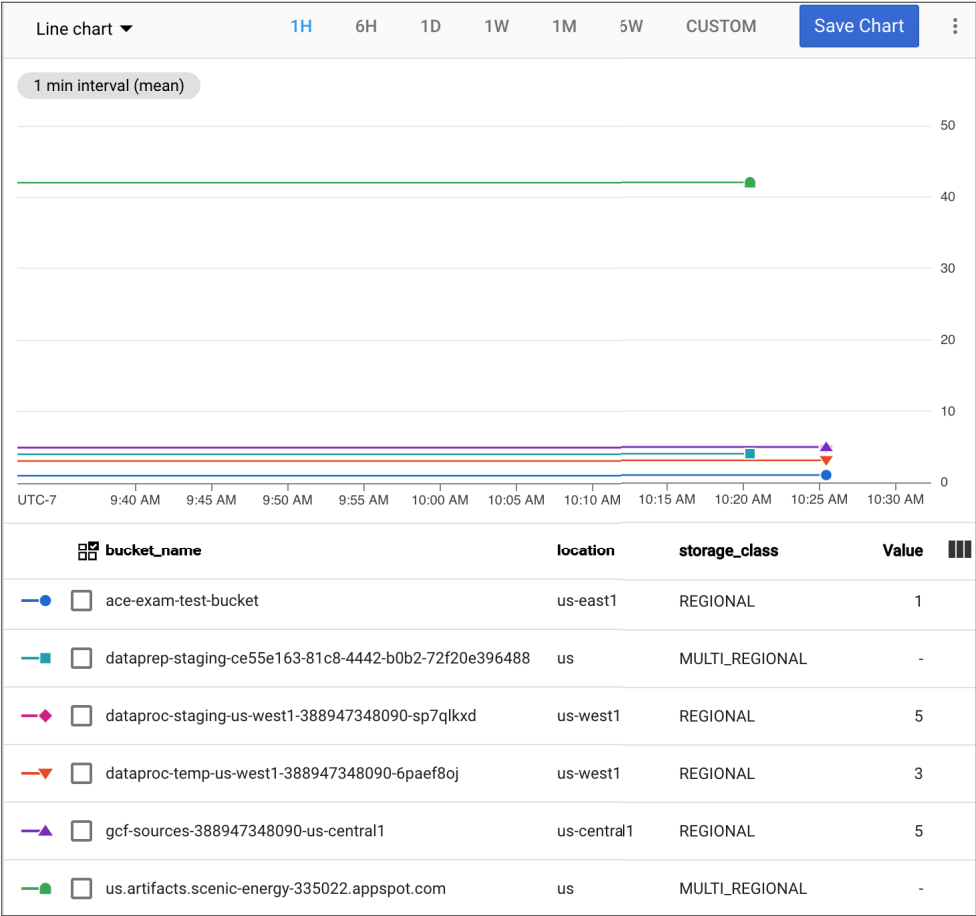 Line chart 1H 6H 1D 1W 1M 6W CUSTOM Save Chart
1 min interval (mean)
50
40
30
20
10
0
UTC-7 9:40 AM 9:45 AM 9:50 AM 9:55 AM 10:00 AM 10:05 AM 10:10 AM 10:15 AM 10:20 AM 10:25 AM 10:30 AM
bucket_name location storage_class Value
ace-exam-test-bucket us-east1 REGIONAL 1
dataprep-staging-ce55e163-81c8-4442-b0b2-72f20e396488 us MULTI_REGIONAL -
dataproc-staging-us-west1-388947348090-sp7qlkxd us-west1 REGIONAL 5
dataproc-temp-us-west1-388947348090-6paef8oj us-west1 REGIONAL 3
gcf-sources-388947348090-us-central1 us-central1 REGIONAL 5
us.artifacts.scenic-energy-335022.appspot.com us MULTI_REGIONAL -